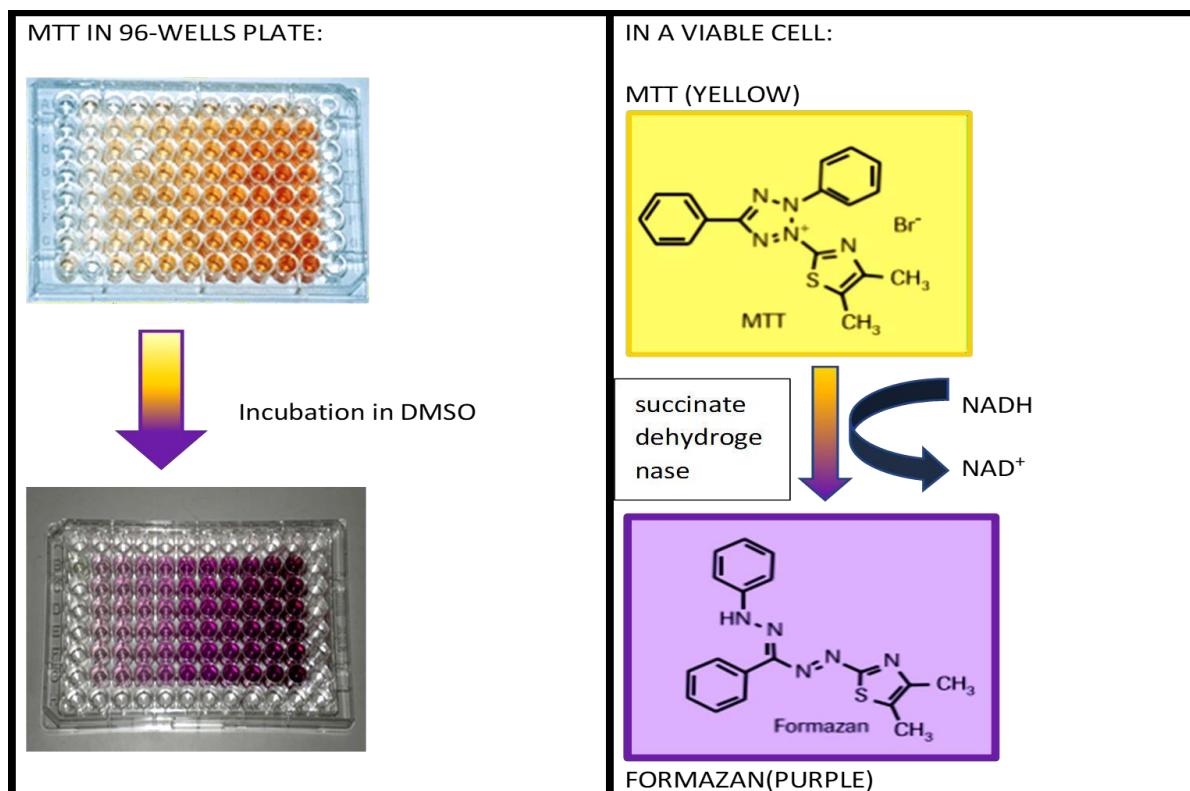 MTT IN 96-WELLS PLATE:
Incubation in DMSO
IN A VIABLE CELL:
MTT (YELLOW)
N
N
N
N+
Br-
N
S
CH3
CH3
MTT
succinate
dehydroge
nase
NADH
NAD+
HN
N
N
N
N
S
CH3
CH3
Formazan
FORMAZAN(PURPLE)